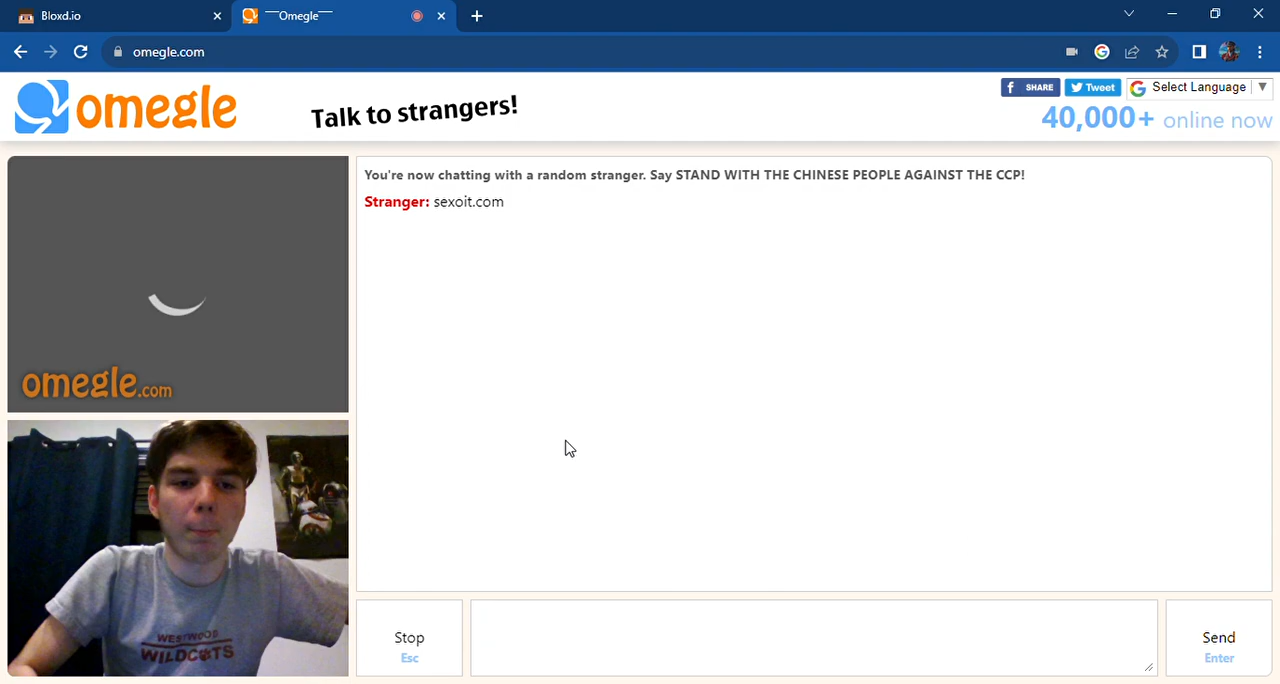 Bloxd.io
Omegle
omegle.com
omegle
Talk to strangers!
SHARE
Tweet
Select Language
40,000+ online now
You're now chatting with a random stranger. Say STAND WITH THE CHINESE PEOPLE AGAINST THE CCP!
Stranger: sexoit.com
omegle.com
WESTWOOD
WILDCATS
Stop
Esc
Send
Enter